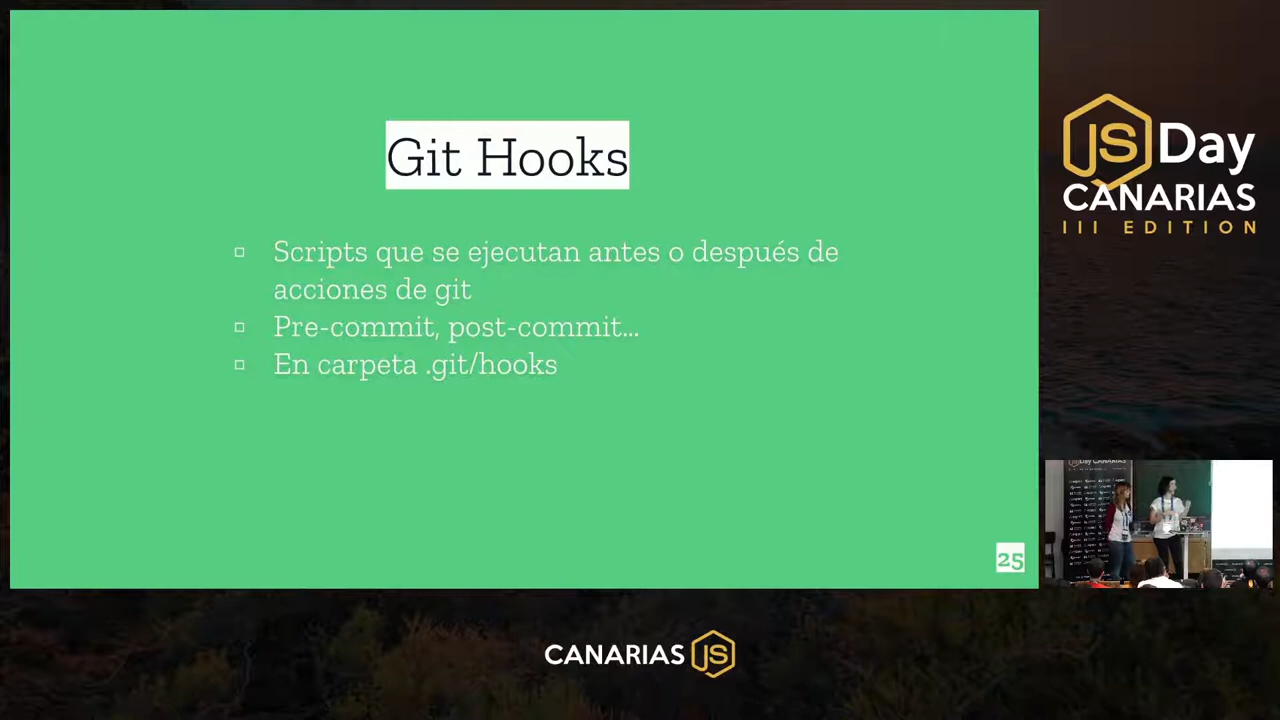 Git Hooks
Scripts que se ejecutan antes o después de
acciones de git
Pre-commit, post-commit...
En carpeta .git/hooks
25
JS Day
CANARIAS
III EDITION
CANARIAS JS